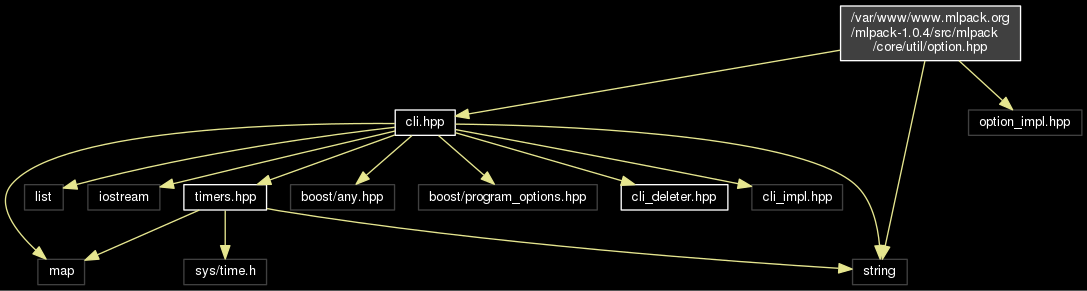 /var/www/www.mlpack.org
/mlpack-1.0.4/src/mlpack
/core/util/option.hpp
cli.hpp
option_impl.hpp
list
iostream
timers.hpp
boost/any.hpp
boost/program_options.hpp
cli_deleter.hpp
cli_impl.hpp
map
sys/time.h
string